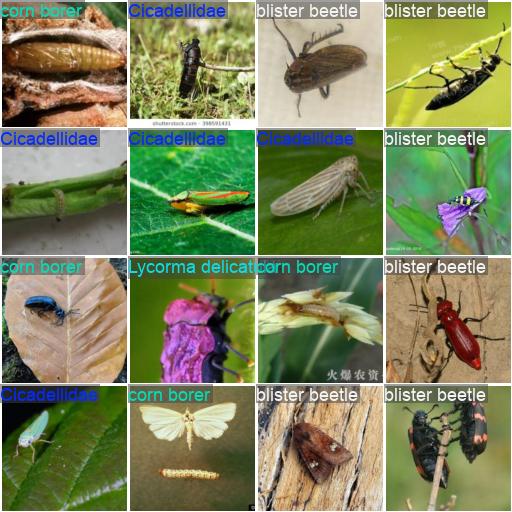 corn borer
Cicadellidae
blister beetle
blister beetle
shutterstock.com · 398591431
Cicadellidae
Cicadellidae
Cicadellidae
blister beetle
corn borer
Lycorma delicat
corn borer
blister beetle
火爆农资
Cicadellidae
corn borer
blister beetle
blister beetle